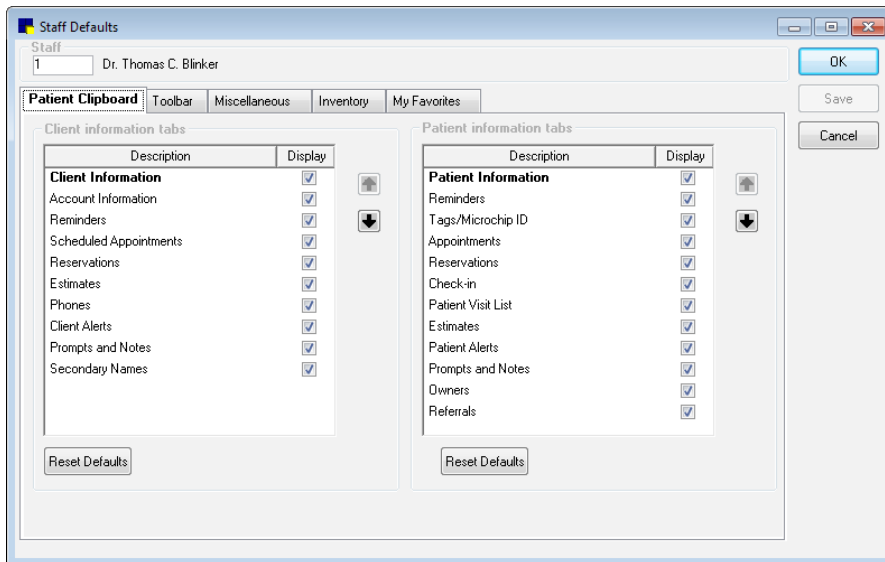 Staff Defaults
Staff
1 Dr. Thomas C. Blinker
OK
Save
Cancel
Patient Clipboard Toolbar Miscellaneous Inventory My Favorites
Client information tabs
Description Display
Client Information
Account Information
Reminders
Scheduled Appointments
Reservations
Estimates
Phones
Client Alerts
Prompts and Notes
Secondary Names
Reset Defaults
Patient information tabs
Description Display
Patient Information
Reminders
Tags/Microchip ID
Appointments
Reservations
Check-in
Patient Visit List
Estimates
Patient Alerts
Prompts and Notes
Owners
Referrals
Reset Defaults